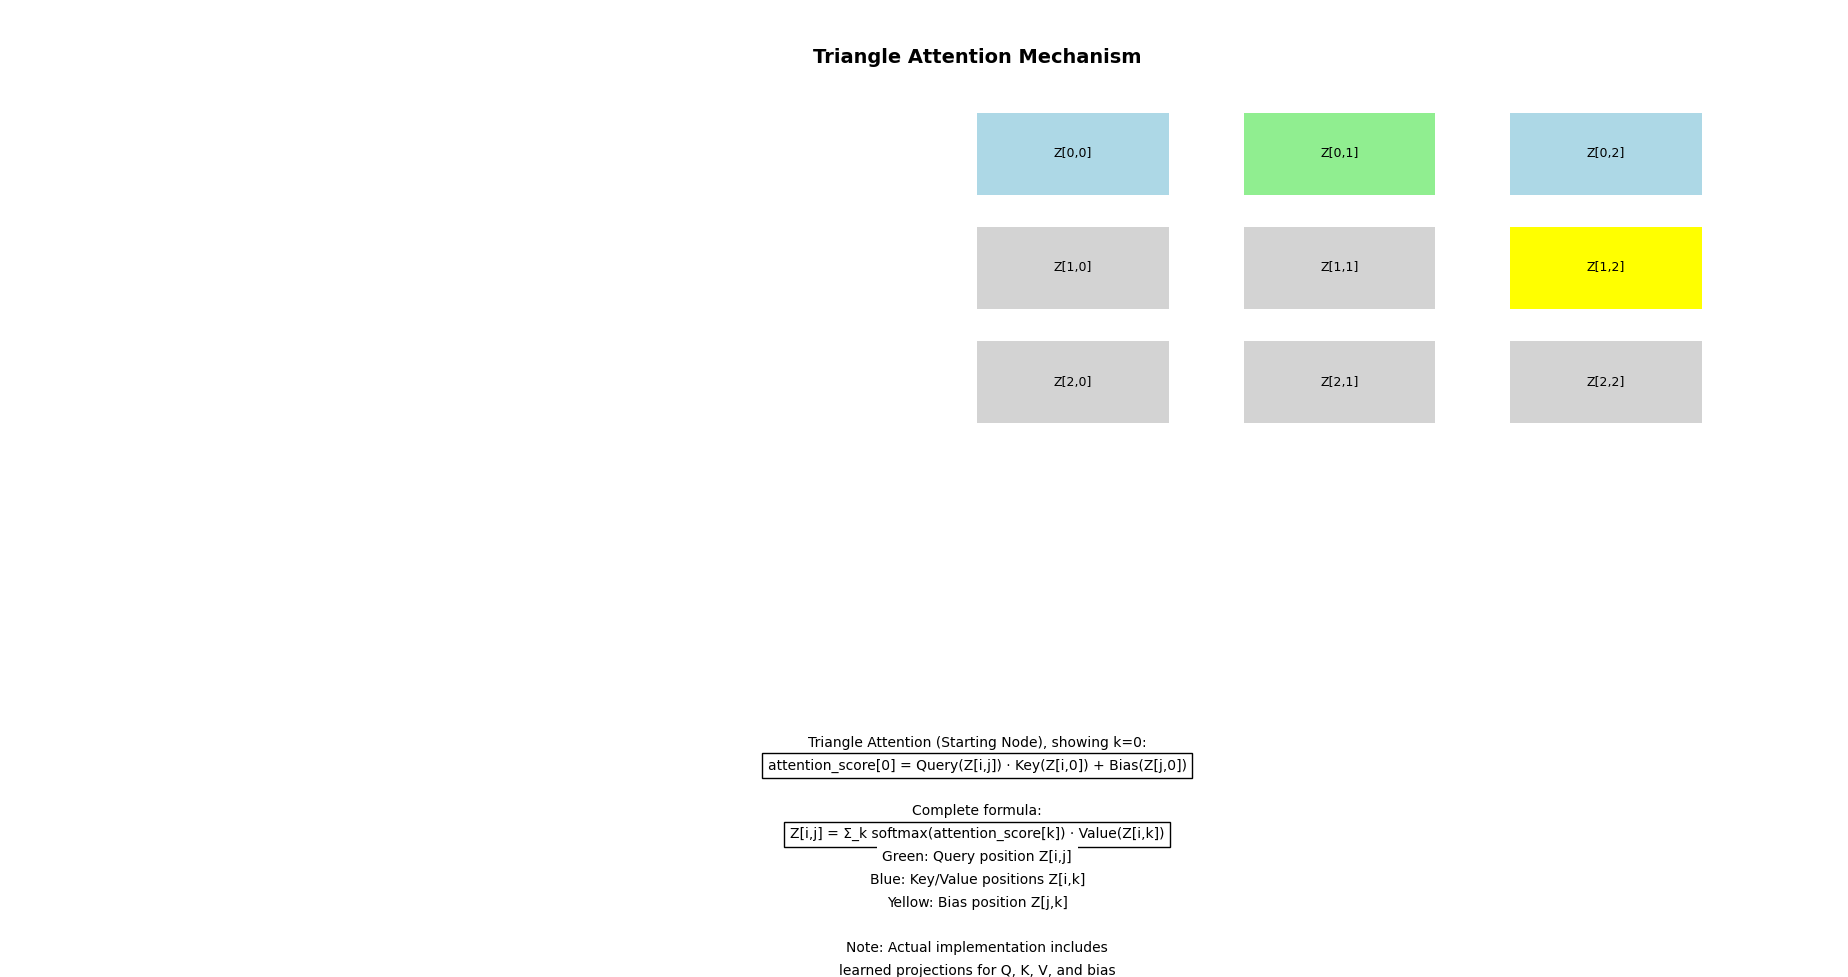 Triangle Attention Mechanism
Z[0,0] Z[0,1] Z[0,2]
Z[1,0] Z[1,1] Z[1,2]
Z[2,0] Z[2,1] Z[2,2]
Triangle Attention (Starting Node), showing k=0:
attention_score[0] = Query(Z[i,j]) · Key(Z[i,0]) + Bias(Z[j,0])
Complete formula:
Z[i,j] = Σ_k softmax(attention_score[k]) · Value(Z[i,k])
Green: Query position Z[i,j]
Blue: Key/Value positions Z[i,k]
Yellow: Bias position Z[j,k]
Note: Actual implementation includes
learned projections for Q, K, V, and bias